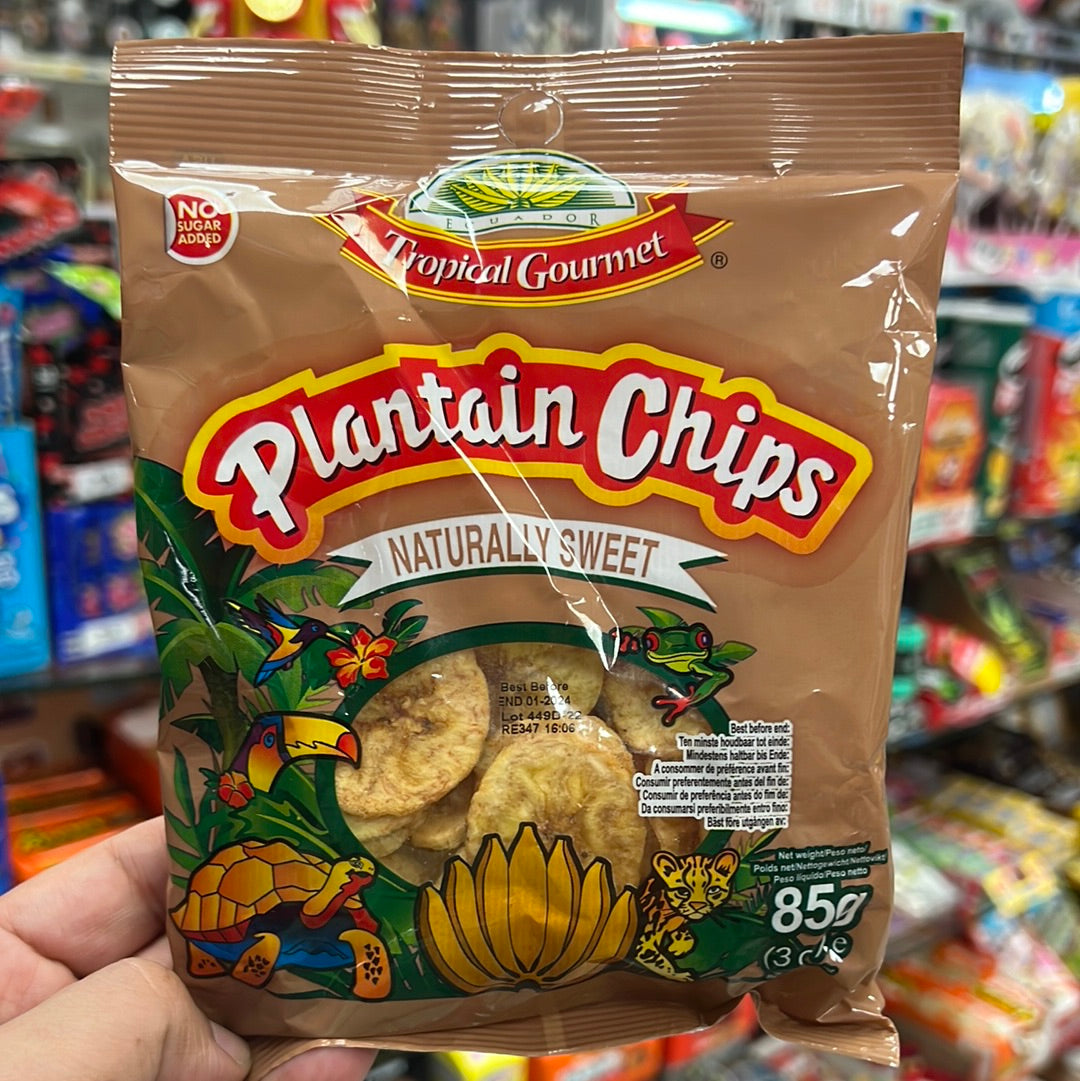 NO
SUGAR
ADDED
ECUADOR
Tropical Gourmet ®
Plantain Chips
NATURALLY SWEET
Best Before
END 01-2024
Lot 449D-22
RE347 16:06
Best before end:
Ten minste houdbaar tot einde:
Mindestens haltbar bis Ende:
A consommer de préférence avant fin:
Consumir preferentemente antes del fin de:
Consumir de preferência antes do fim de:
Da consumarsi preferibilmente entro fino:
Bäst före utgången av:
Net weight/Peso neto/
Poids net/Nettogewicht/Nettovikt/
Peso líquido/Peso netto
85g
(3